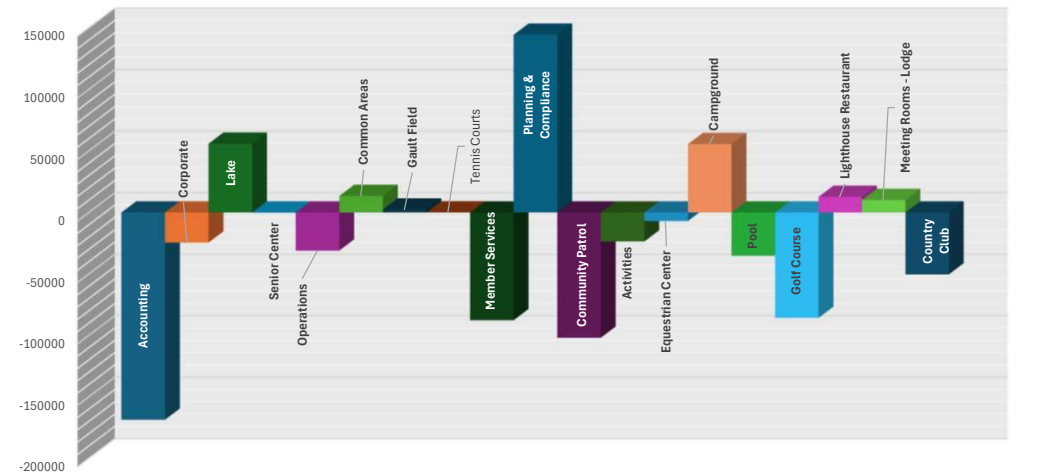 150000
100000
50000
0
-50000
-100000
-150000
-200000
Accounting
Corporate
Lake
Senior Center
Operations
Common Areas
Gault Field
Tennis Courts
Member Services
Planning &
Compliance
Community Patrol
Activities
Equestrian Center
Campground
Pool
Golf Course
Lighthouse Restaurant
Meeting Rooms - Lodge
Country
Club